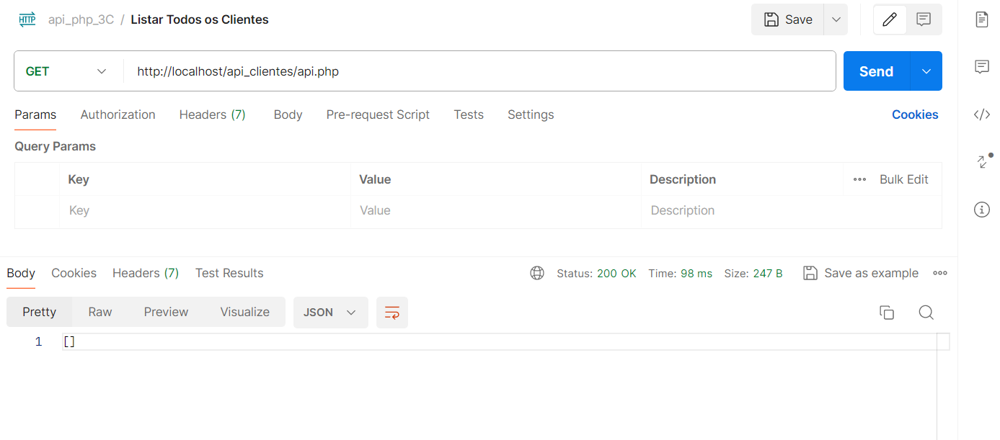 HTTP api_php_3C / Listar Todos os Clientes Save
GET http://localhost/api_clientes/api.php Send
Params Authorization Headers (7) Body Pre-request Script Tests Settings Cookies
Query Params
Key Value Description Bulk Edit
Key Value Description
Body Cookies Headers (7) Test Results Status: 200 OK Time: 98 ms Size: 247 B Save as example
Pretty Raw Preview Visualize JSON
1 []